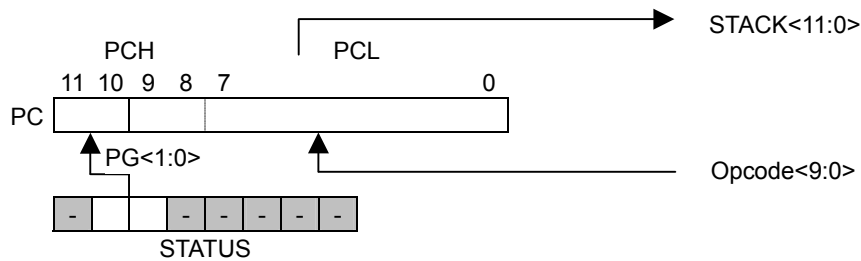 STACK<11:0>
PCH PCL
11 10 9 8 7 0
PC
PG<1:0>
Opcode<9:0>
- - - - - -
STATUS